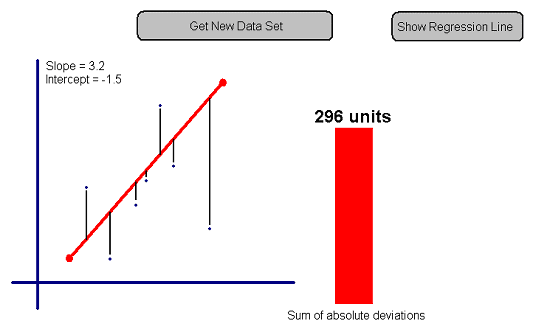 Get New Data Set
Show Regression Line
Slope = 3.2
Intercept = -1.5
296 units
Sum of absolute deviations